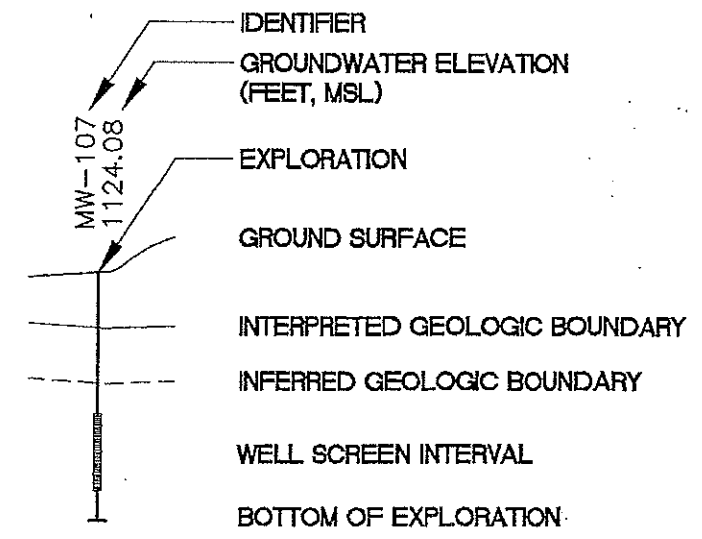 IDENTIFIER
GROUNDWATER ELEVATION
(FEET, MSL)
MW-107
1124.08
EXPLORATION
GROUND SURFACE
INTERPRETED GEOLOGIC BOUNDARY
INFERRED GEOLOGIC BOUNDARY
WELL SCREEN INTERVAL
BOTTOM OF EXPLORATION